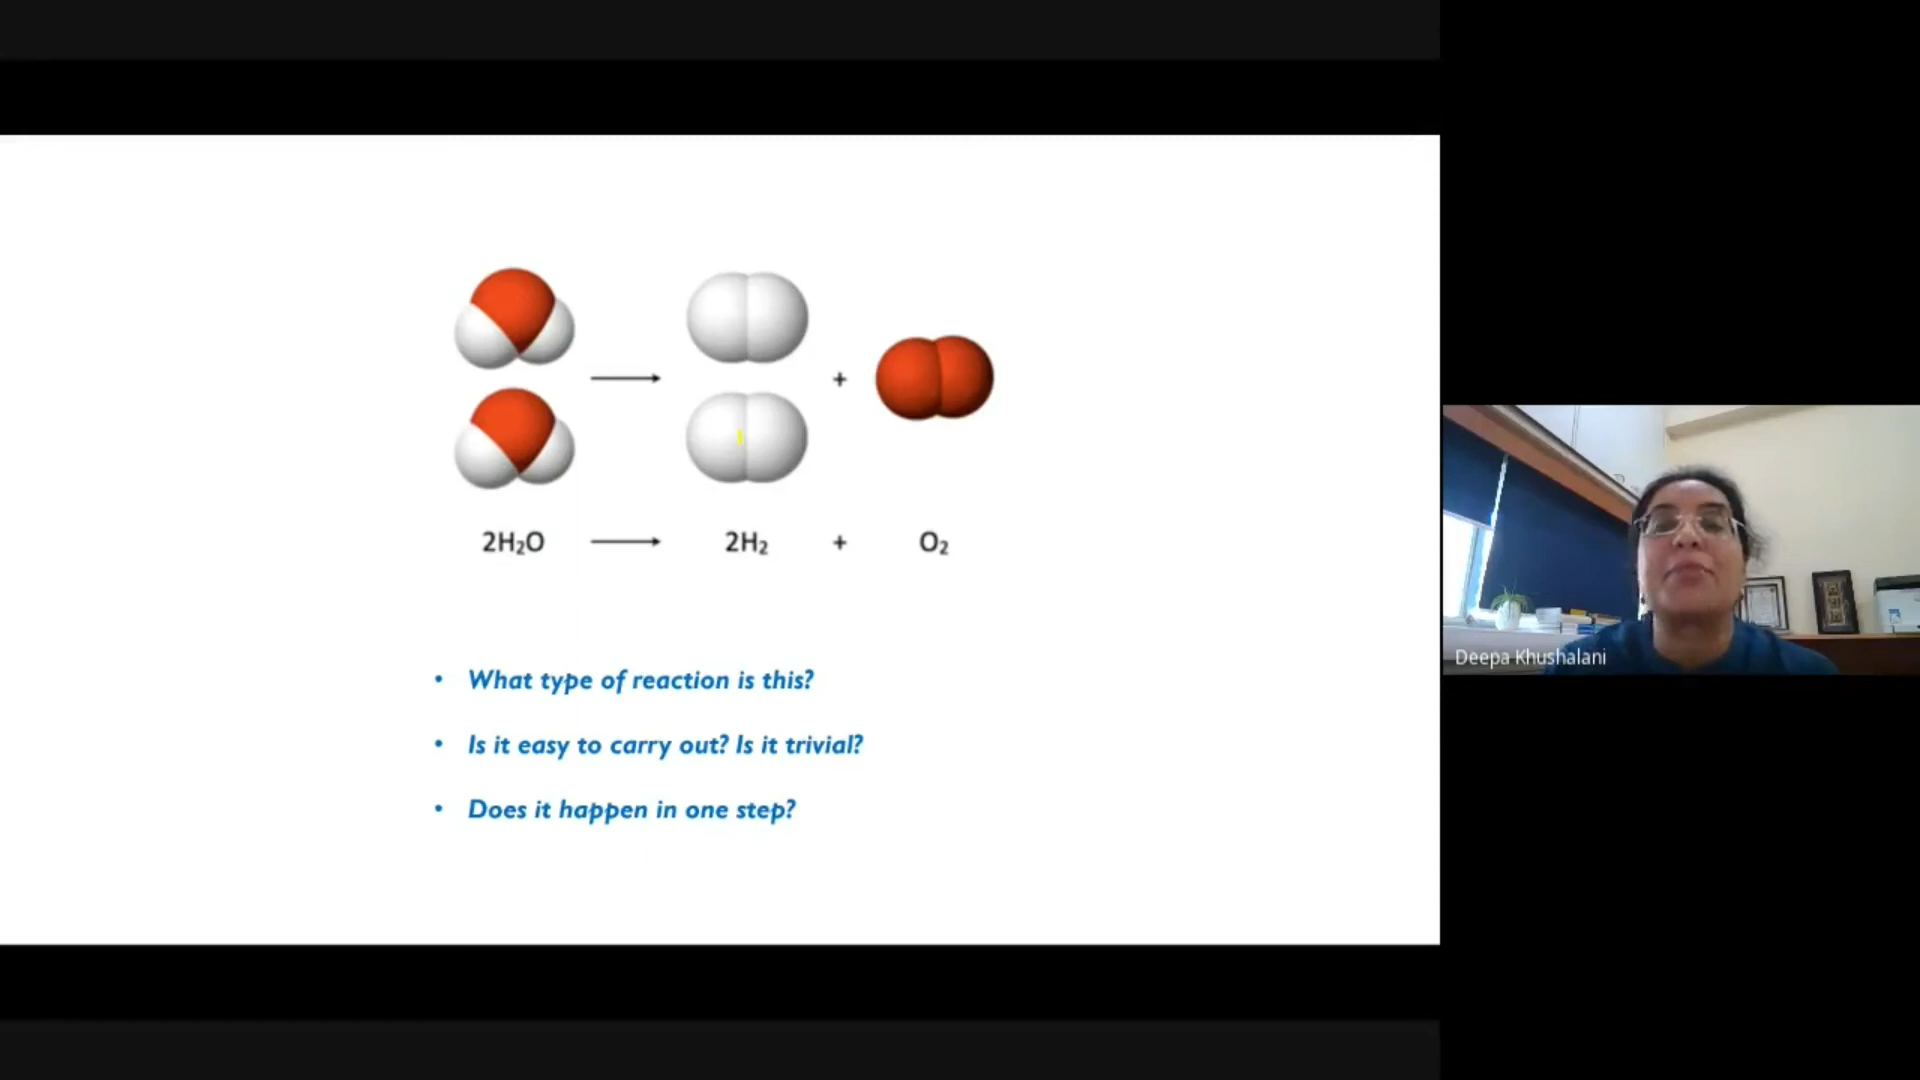 +
2H₂O ⟶ 2H₂ + O₂
• What type of reaction is this?
• Is it easy to carry out? Is it trivial?
• Does it happen in one step?
Deepa Khushalani